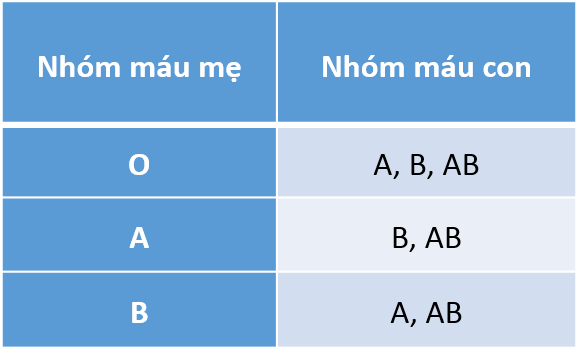 Nhóm máu mẹ Nhóm máu con
O A, B, AB
A B, AB
B A, AB